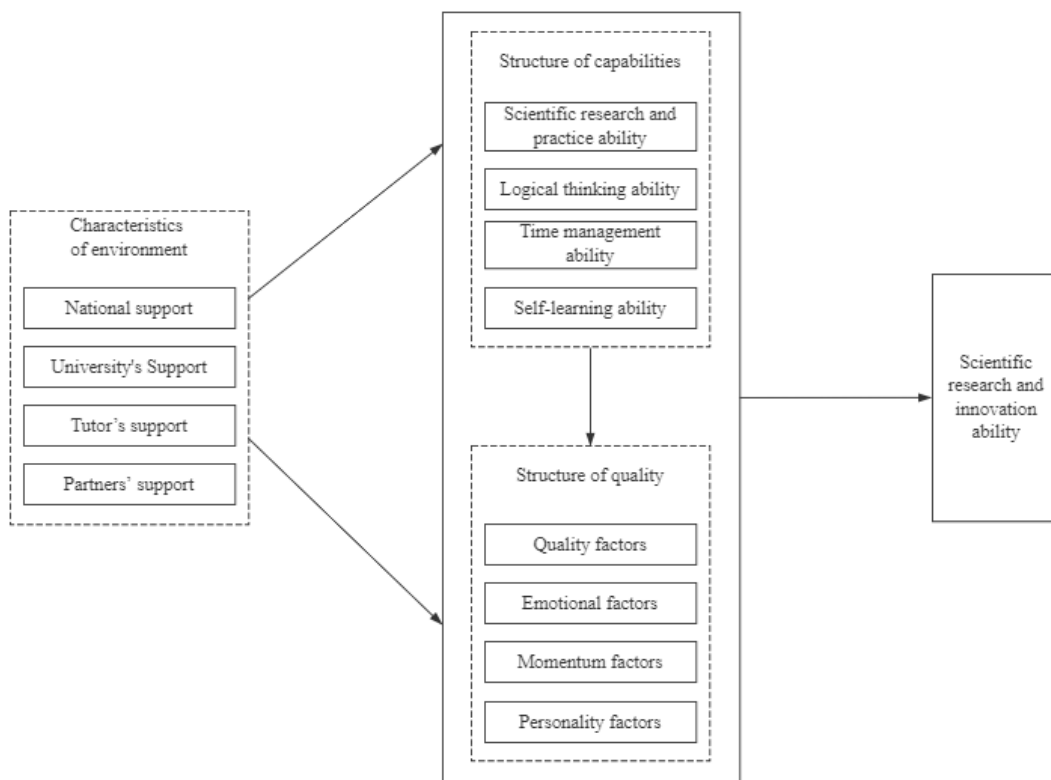 Characteristics
of environment
National support
University's Support
Tutor’s support
Partners’ support
Structure of capabilities
Scientific research and
practice ability
Logical thinking ability
Time management
ability
Self-learning ability
Structure of quality
Quality factors
Emotional factors
Momentum factors
Personality factors
Scientific
research and
innovation
ability